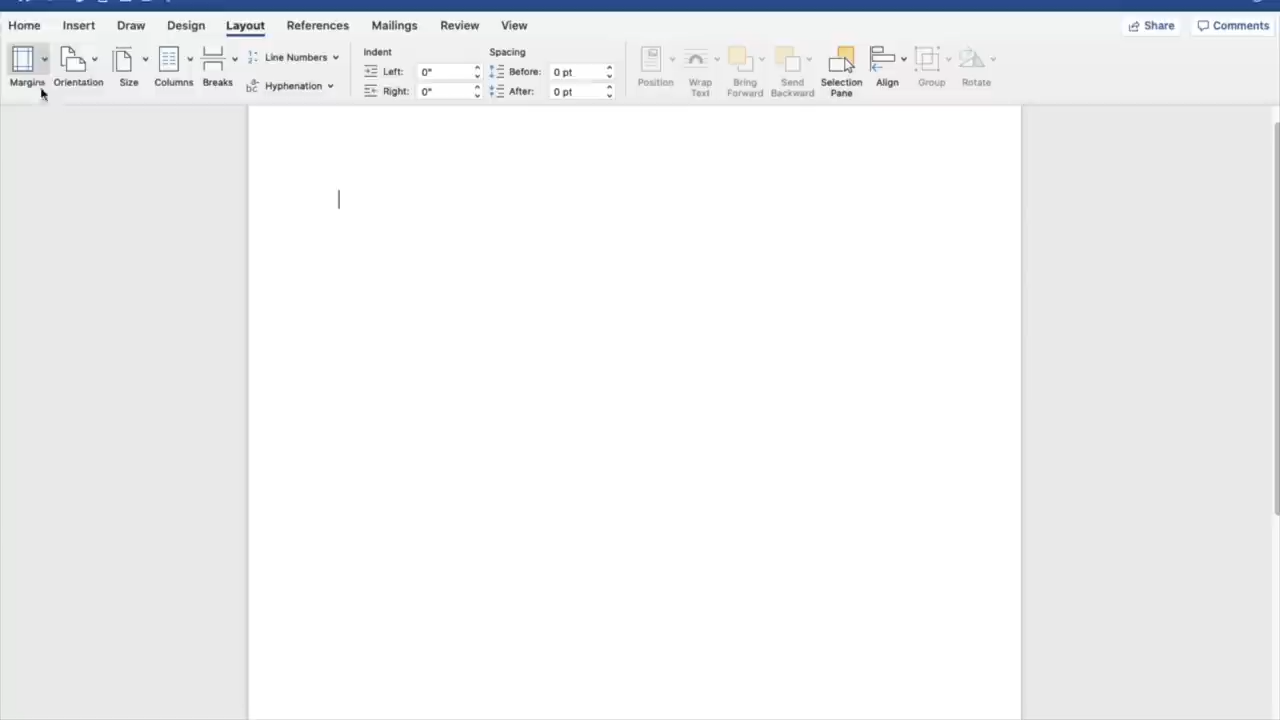 Home Insert Draw Design Layout References Mailings Review View Share Comments
Margins Orientation Size Columns Breaks Line Numbers Hyphenation
Indent
Left: 0"
Right: 0"
Spacing
Before: 0 pt
After: 0 pt
Position
Wrap
Text
Bring
Forward
Send
Backward
Selection
Pane
Align
Group
Rotate